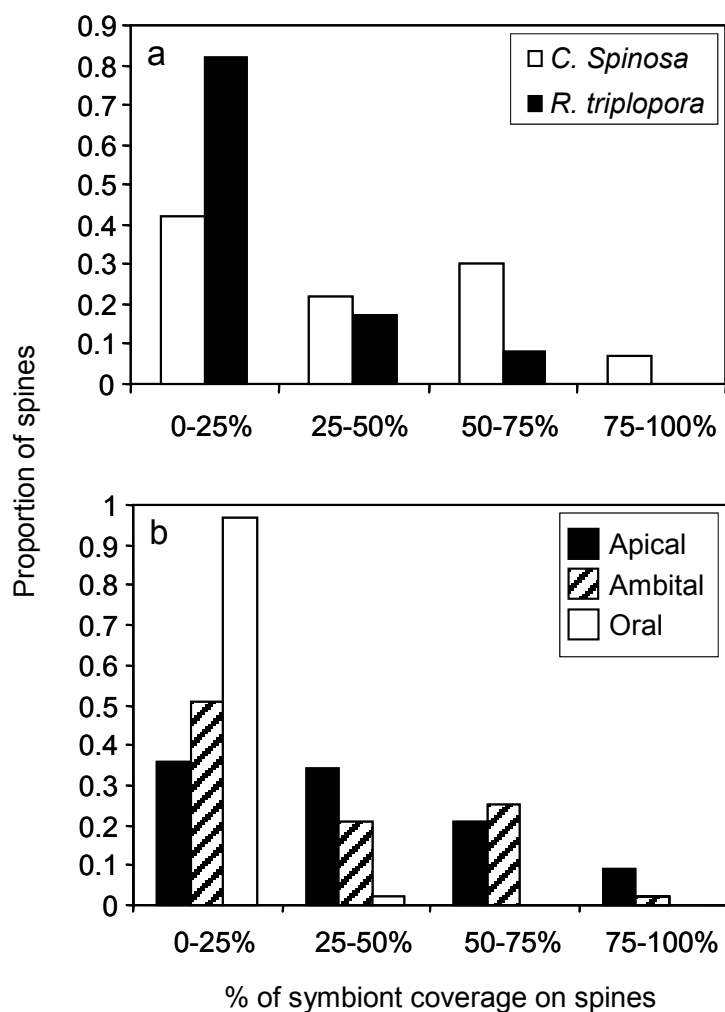 0.9
a
C. Spinosa
0.8
R. triplopora
0.7
0.6
0.5
0.4
0.3
0.2
0.1
0
0-25% 25-50% 50-75% 75-100%
Proportion of spines
1
b
Apical
0.9
Ambital
0.8
Oral
0.7
0.6
0.5
0.4
0.3
0.2
0.1
0
0-25% 25-50% 50-75% 75-100%
% of symbiont coverage on spines